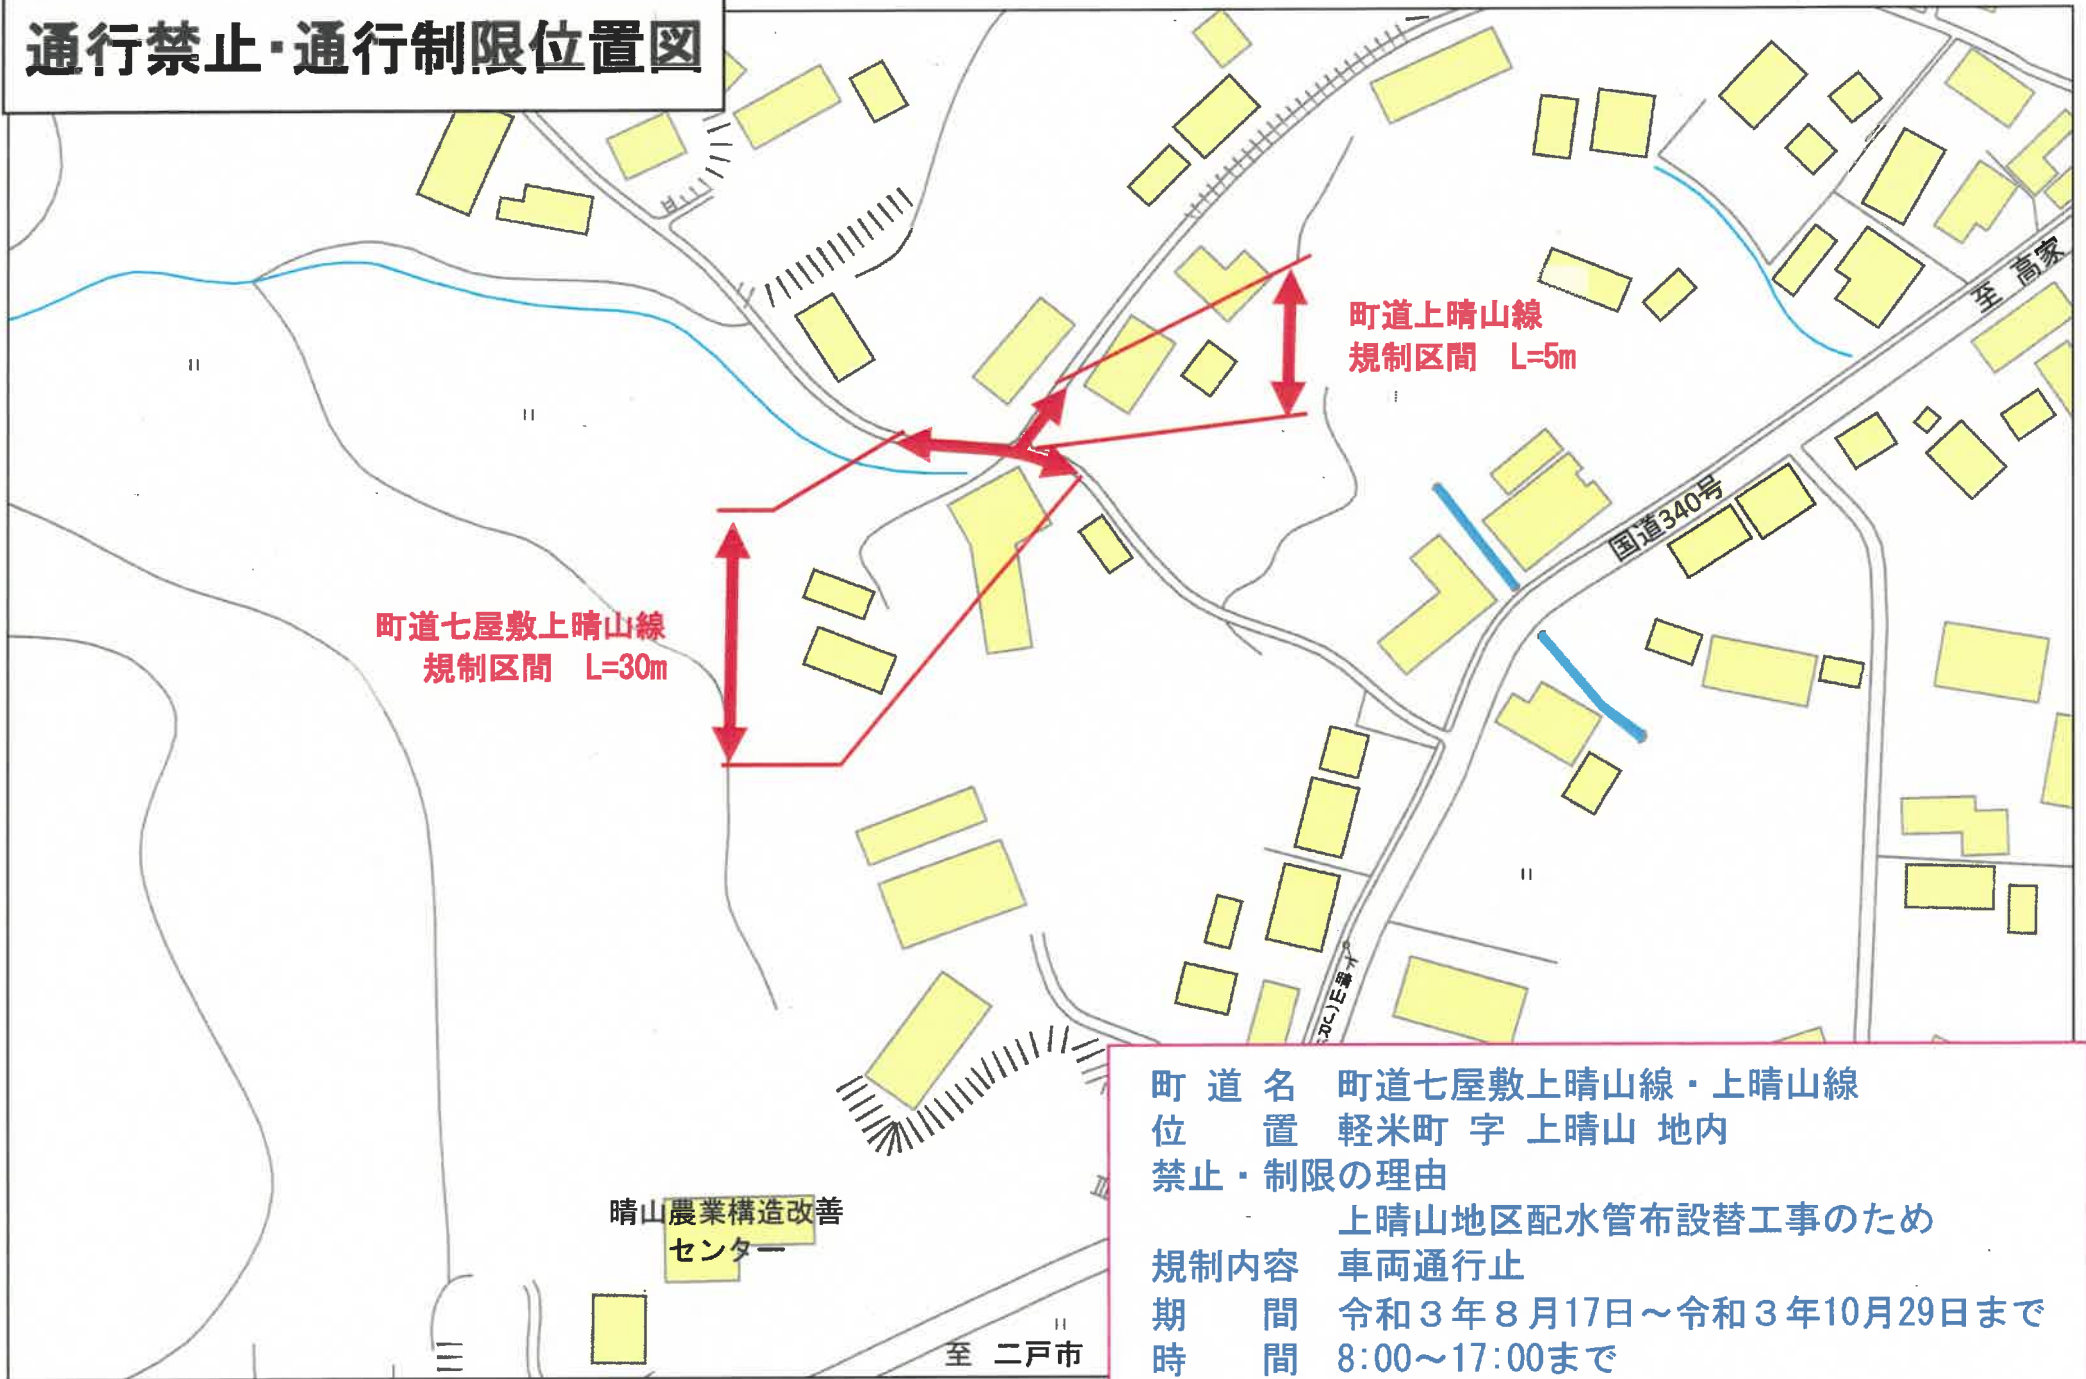 通行禁止･通行制限位置図
至 高家
町道上晴山線
規制区間 L=5m
国道340号
町道七屋敷上晴山線
規制区間 L=30m
晴山農業構造改善
センター
至 二戸市
町道名 町道七屋敷上晴山線・上晴山線
位置 軽米町 字 上晴山 地内
禁止・制限の理由
上晴山地区配水管布設替工事のため
規制内容 車両通行止
期間 令和３年８月17日～令和３年10月29日まで
時間 8:00～17:00まで